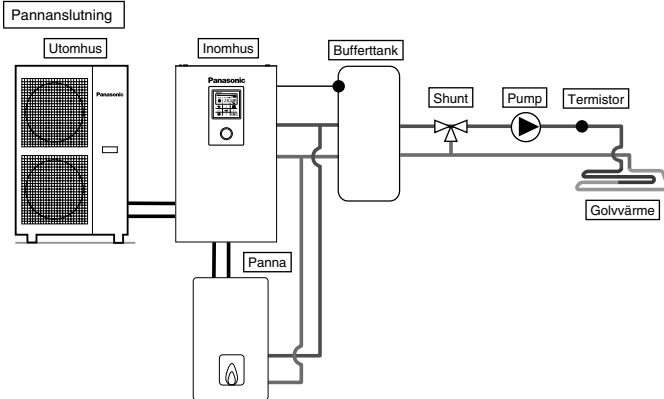 Pannanslutning
Utomhus
Inomhus
Bufferttank
Panasonic
Panasonic
Shunt
Pump
Termistor
Golvvärme
Panna